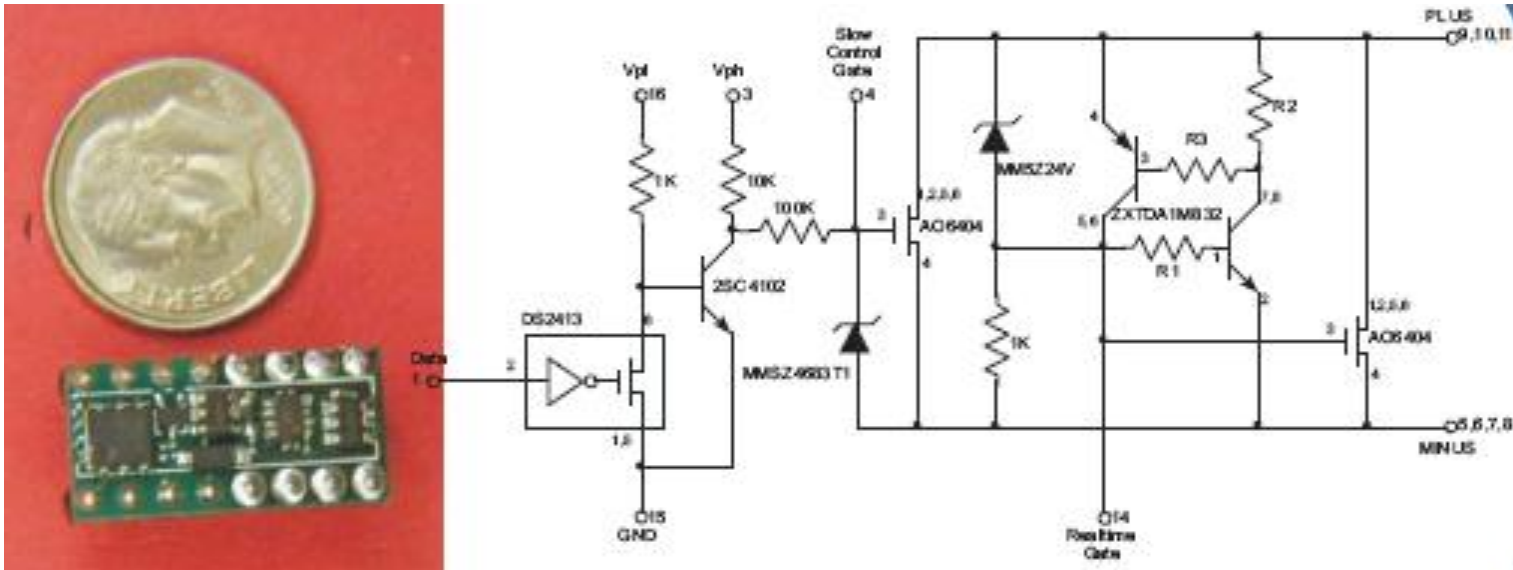 PLUS
9,10,11
Slow
Control
Gate
4
Vpl
16
Vph
3
1K
10K
100K
3
1,2,5,6
AO6404
4
MMSZ24V
4
3
R3
R2
7,8
5,6
ZXTDA1M832
R1
1
2
2SC4102
DS2413
6
Data
1
2
MMSZ4683T1
1K
1,2,5,6
3
AO6404
4
1,5
5,6,7,8
MINUS
15
GND
14
Realtime
Gate